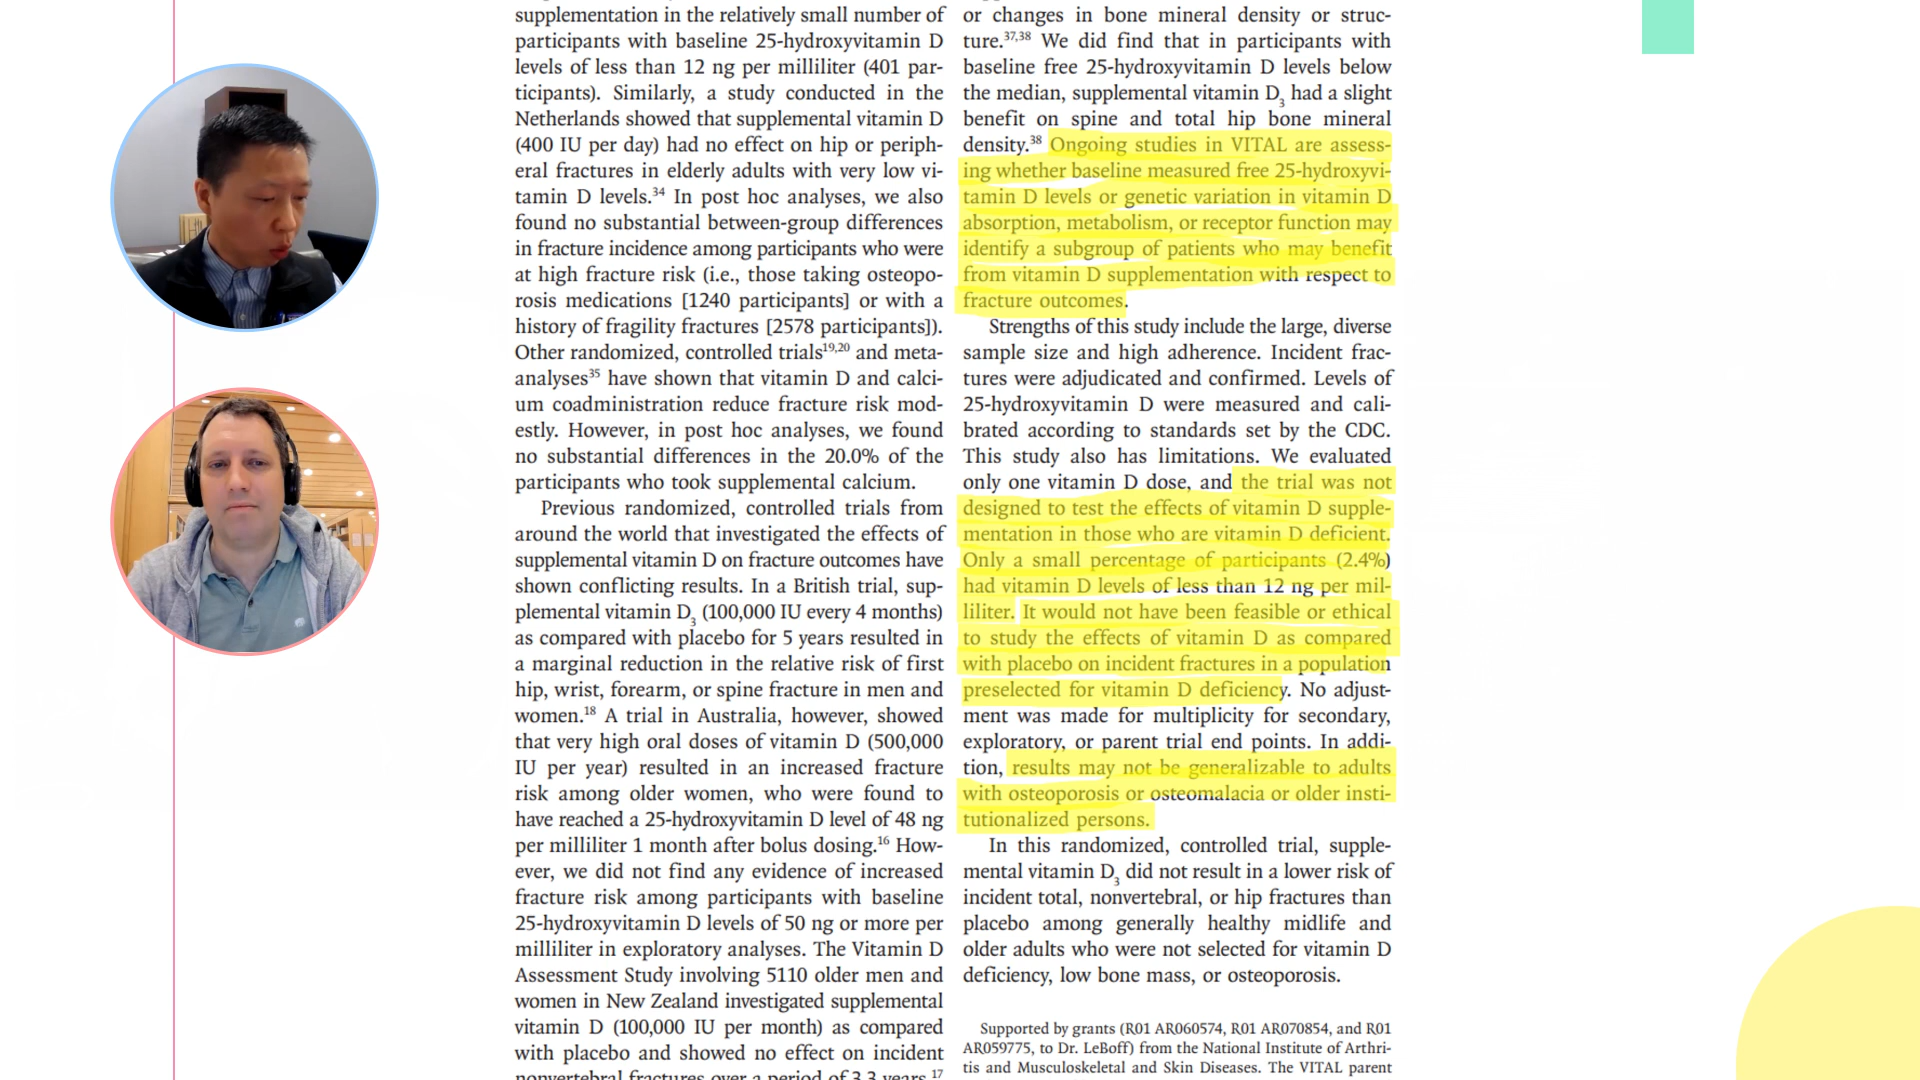 supplementation in the relatively small number of
participants with baseline 25-hydroxyvitamin D
levels of less than 12 ng per milliliter (401 par-
ticipants). Similarly, a study conducted in the
Netherlands showed that supplemental vitamin D
(400 IU per day) had no effect on hip or periph-
eral fractures in elderly adults with very low vi-
tamin D levels.34 In post hoc analyses, we also
found no substantial between-group differences
in fracture incidence among participants who were
at high fracture risk (i.e., those taking osteopo-
rosis medications [1240 participants] or with a
history of fragility fractures [2578 participants]).
Other randomized, controlled trials19,20 and meta-
analyses35 have shown that vitamin D and calci-
um coadministration reduce fracture risk mod-
estly. However, in post hoc analyses, we found
no substantial differences in the 20.0% of the
participants who took supplemental calcium.
Previous randomized, controlled trials from
around the world that investigated the effects of
supplemental vitamin D on fracture outcomes have
shown conflicting results. In a British trial, sup-
plemental vitamin D3 (100,000 IU every 4 months)
as compared with placebo for 5 years resulted in
a marginal reduction in the relative risk of first
hip, wrist, forearm, or spine fracture in men and
women.18 A trial in Australia, however, showed
that very high oral doses of vitamin D (500,000
IU per year) resulted in an increased fracture
risk among older women, who were found to
have reached a 25-hydroxyvitamin D level of 48 ng
per milliliter 1 month after bolus dosing.16 How-
ever, we did not find any evidence of increased
fracture risk among participants with baseline
25-hydroxyvitamin D levels of 50 ng or more per
milliliter in exploratory analyses. The Vitamin D
Assessment Study involving 5110 older men and
women in New Zealand investigated supplemental
vitamin D (100,000 IU per month) as compared
with placebo and showed no effect on incident
nonvertebral fractures over a period of 3.3 years.17
or changes in bone mineral density or struc-
ture.37,38 We did find that in participants with
baseline free 25-hydroxyvitamin D levels below
the median, supplemental vitamin D3 had a slight
benefit on spine and total hip bone mineral
density.38 Ongoing studies in VITAL are assess-
ing whether baseline measured free 25-hydroxyvi-
tamin D levels or genetic variation in vitamin D
absorption, metabolism, or receptor function may
identify a subgroup of patients who may benefit
from vitamin D supplementation with respect to
fracture outcomes.
Strengths of this study include the large, diverse
sample size and high adherence. Incident frac-
tures were adjudicated and confirmed. Levels of
25-hydroxyvitamin D were measured and cali-
brated according to standards set by the CDC.
This study also has limitations. We evaluated
only one vitamin D dose, and the trial was not
designed to test the effects of vitamin D supple-
mentation in those who are vitamin D deficient.
Only a small percentage of participants (2.4%)
had vitamin D levels of less than 12 ng per mil-
liliter. It would not have been feasible or ethical
to study the effects of vitamin D as compared
with placebo on incident fractures in a population
preselected for vitamin D deficiency. No adjust-
ment was made for multiplicity for secondary,
exploratory, or parent trial end points. In addi-
tion, results may not be generalizable to adults
with osteoporosis or osteomalacia or older insti-
tutionalized persons.
In this randomized, controlled trial, supple-
mental vitamin D3 did not result in a lower risk of
incident total, nonvertebral, or hip fractures than
placebo among generally healthy midlife and
older adults who were not selected for vitamin D
deficiency, low bone mass, or osteoporosis.
Supported by grants (R01 AR060574, R01 AR070854, and R01
AR059775, to Dr. LeBoff) from the National Institute of Arthri-
tis and Musculoskeletal and Skin Diseases. The VITAL parent